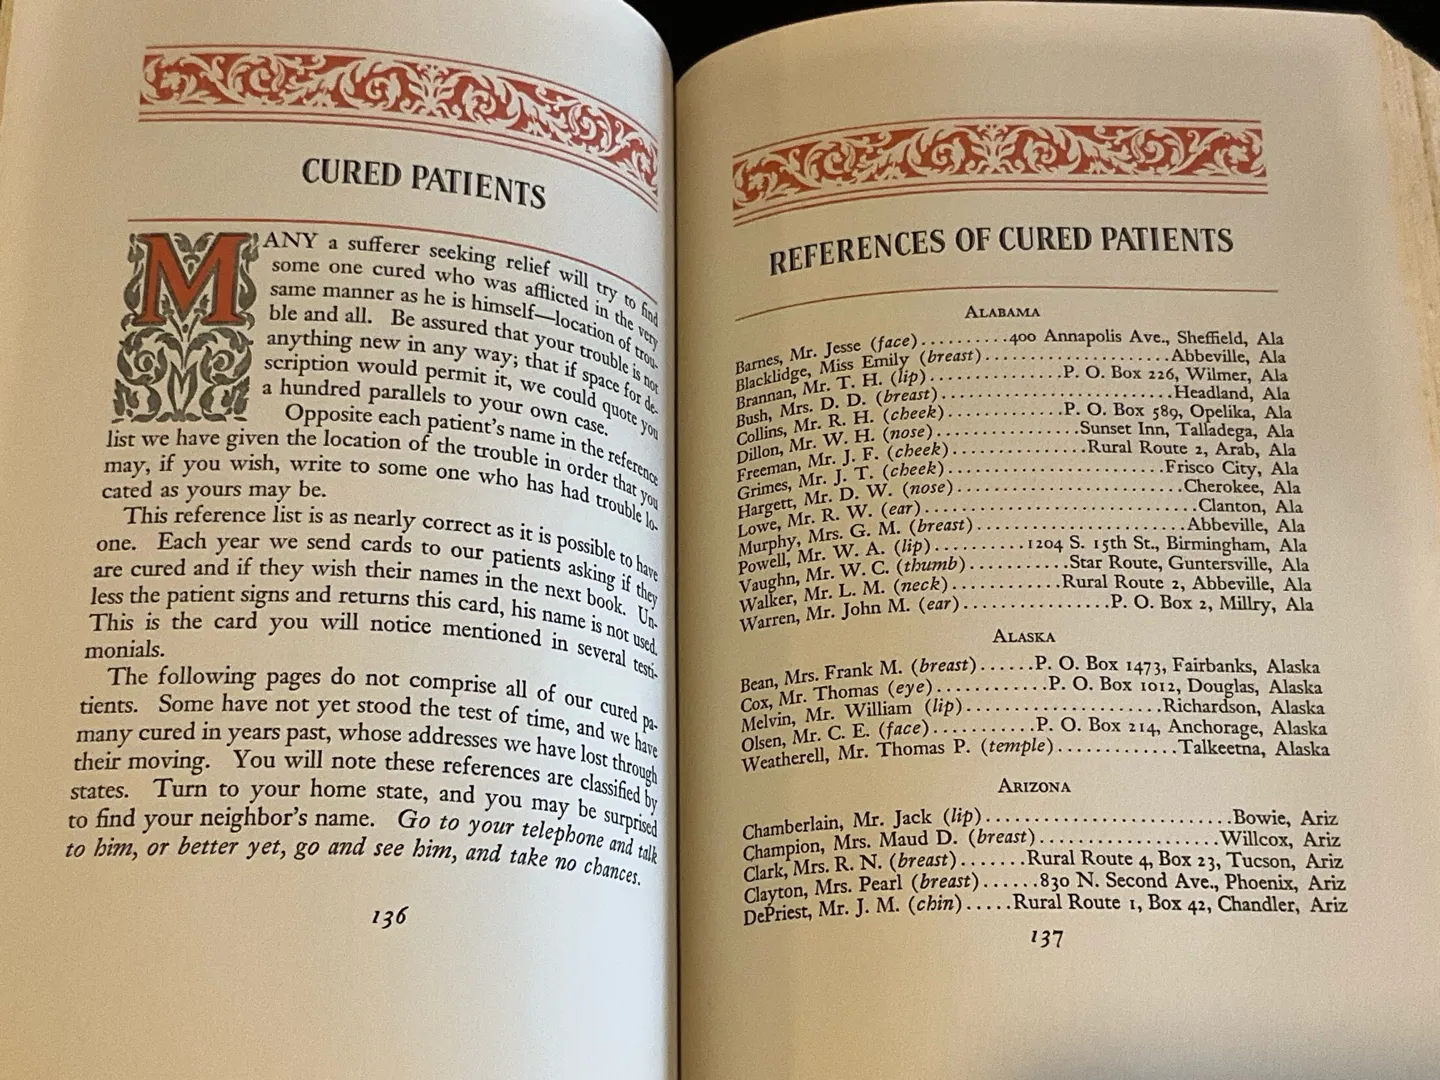 CURED PATIENTS
MANY a sufferer seeking relief will try to find
some one cured who was afflicted in the very
same manner as he is himself—location of trou-
ble and all. Be assured that your trouble is not
anything new in any way; that if space for de-
scription would permit it, we could quote you
a hundred parallels to your own case.
Opposite each patient's name in the reference
list we have given the location of the trouble in order that you
may, if you wish, write to some one who has had trouble lo-
cated as yours may be.
This reference list is as nearly correct as it is possible to have
one. Each year we send cards to our patients asking if they
are cured and if they wish their names in the next book. Un-
less the patient signs and returns this card, his name is not used.
This is the card you will notice mentioned in several testi-
monials.
The following pages do not comprise all of our cured pa-
tients. Some have not yet stood the test of time, and we have
many cured in years past, whose addresses we have lost through
their moving. You will note these references are classified by
states. Turn to your home state, and you may be surprised
to find your neighbor's name. Go to your telephone and talk
to him, or better yet, go and see him, and take no chances.
136
REFERENCES OF CURED PATIENTS
ALABAMA
Barnes, Mr. Jesse (face)..........400 Annapolis Ave., Sheffield, Ala
Blacklidge, Miss Emily (breast)......................Abbeville, Ala
Brannan, Mr. T. H. (lip)...............P. O. Box 226, Wilmer, Ala
Bush, Mrs. D. D. (breast)...........................Headland, Ala
Collins, Mr. R. H. (cheek).............P. O. Box 589, Opelika, Ala
Dillon, Mr. W. H. (nose)................Sunset Inn, Talladega, Ala
Freeman, Mr. J. F. (cheek)...............Rural Route 2, Arab, Ala
Grimes, Mr. J. T. (cheek).........................Frisco City, Ala
Hargett, Mr. D. W. (nose)..........................Cherokee, Ala
Lowe, Mr. R. W. (ear)...............................Clanton, Ala
Murphy, Mrs. G. M. (breast)........................Abbeville, Ala
Powell, Mr. W. A. (lip)..........1204 S. 15th St., Birmingham, Ala
Vaughn, Mr. W. C. (thumb)...........Star Route, Guntersville, Ala
Walker, Mr. L. M. (neck)............Rural Route 2, Abbeville, Ala
Warren, Mr. John M. (ear)................P. O. Box 2, Millry, Ala
ALASKA
Bean, Mrs. Frank M. (breast)......P. O. Box 1473, Fairbanks, Alaska
Cox, Mr. Thomas (eye)............P. O. Box 1012, Douglas, Alaska
Melvin, Mr. William (lip).......................Richardson, Alaska
Olsen, Mr. C. E. (face)............P. O. Box 214, Anchorage, Alaska
Weatherell, Mr. Thomas P. (temple).............Talkeetna, Alaska
ARIZONA
Chamberlain, Mr. Jack (lip)...........................Bowie, Ariz
Champion, Mrs. Maud D. (breast)...................Willcox, Ariz
Clark, Mrs. R. N. (breast).......Rural Route 4, Box 23, Tucson, Ariz
Clayton, Mrs. Pearl (breast)......830 N. Second Ave., Phoenix, Ariz
DePriest, Mr. J. M. (chin).....Rural Route 1, Box 42, Chandler, Ariz
137